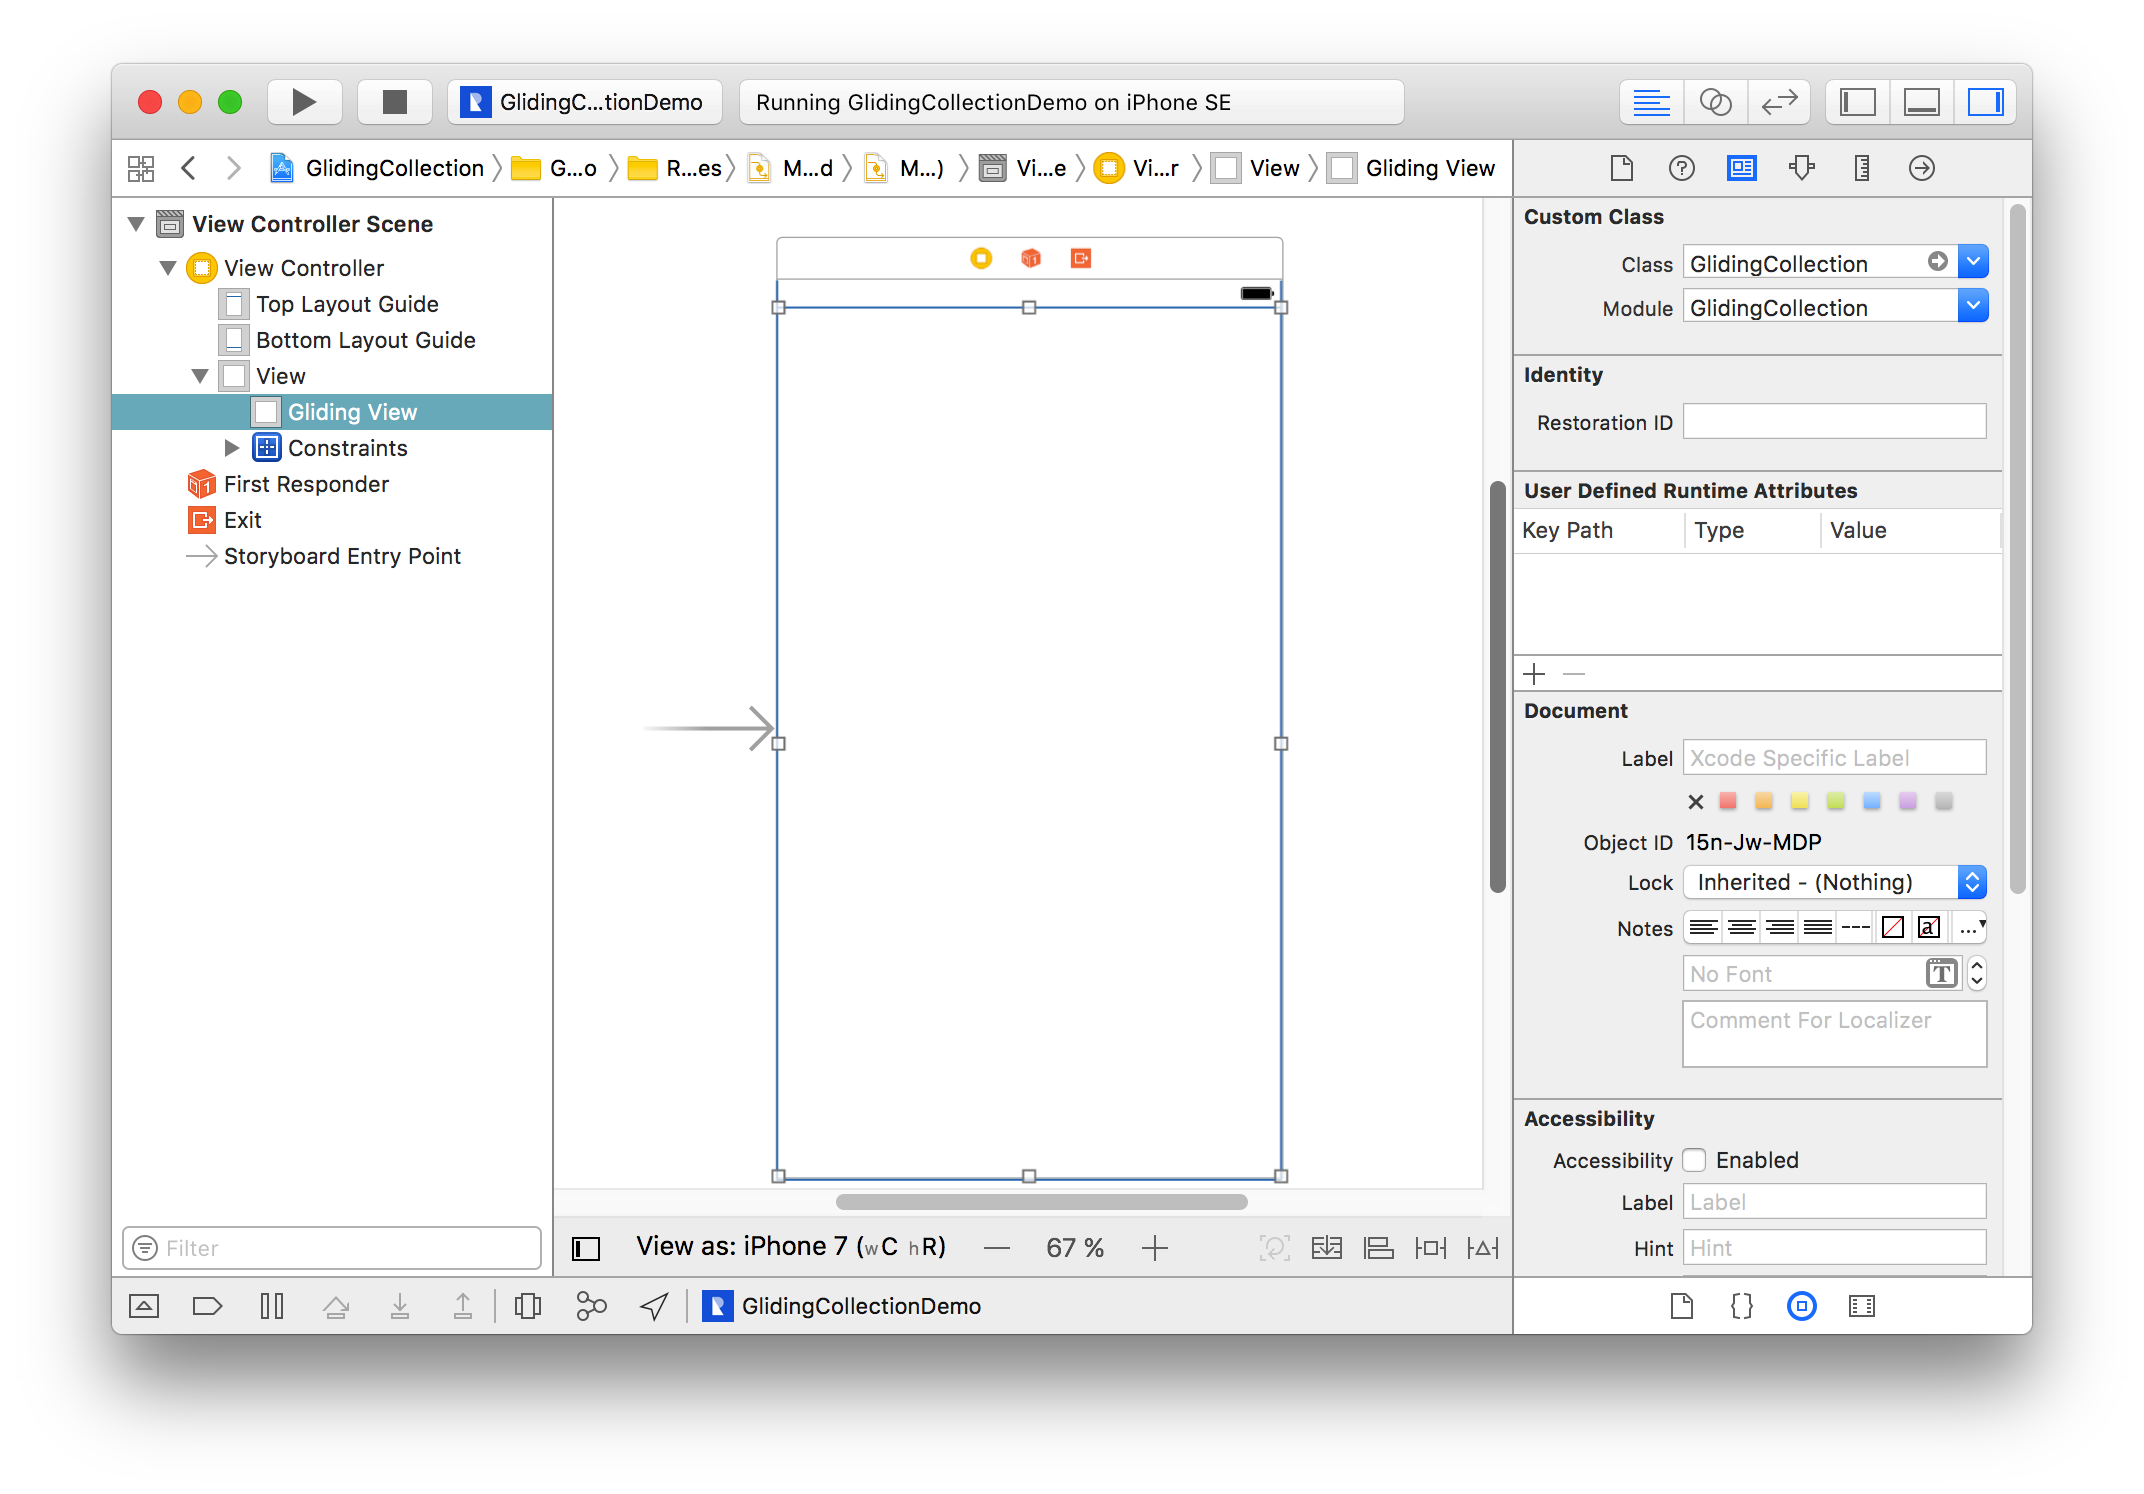 GlidingC...tionDemo
Running GlidingCollectionDemo on iPhone SE
GlidingCollection
G...o
R...es
M...d
M...)
Vi...e
Vi...r
View
Gliding View
View Controller Scene
View Controller
Top Layout Guide
Bottom Layout Guide
View
Gliding View
Constraints
First Responder
Exit
Storyboard Entry Point
Filter
View as: iPhone 7 (wC hR)
67 %
GlidingCollectionDemo
Custom Class
Class GlidingCollection
Module GlidingCollection
Identity
Restoration ID
User Defined Runtime Attributes
Key Path Type Value
Document
Label Xcode Specific Label
Object ID 15n-Jw-MDP
Lock Inherited - (Nothing)
Notes
No Font
Comment For Localizer
Accessibility
Accessibility Enabled
Label Label
Hint Hint